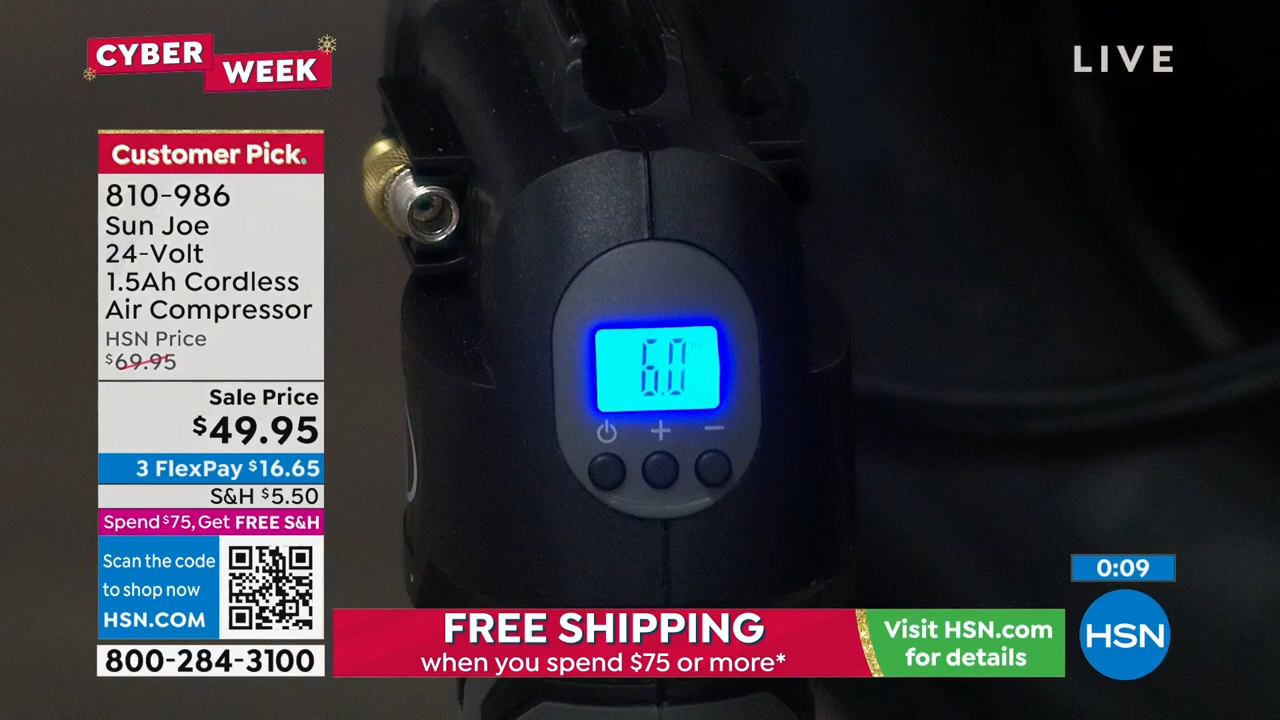 CYBER
WEEK
LIVE
Customer Pick.
810-986
Sun Joe
24-Volt
1.5Ah Cordless
Air Compressor
HSN Price
$69.95
Sale Price
$49.95
3 FlexPay $16.65
S&H $5.50
Spend $75, Get FREE S&H
Scan the code
to shop now
HSN.COM
800-284-3100
6.0 PSI
+ −
FREE SHIPPING
when you spend $75 or more*
Visit HSN.com
for details
0:09
HSN